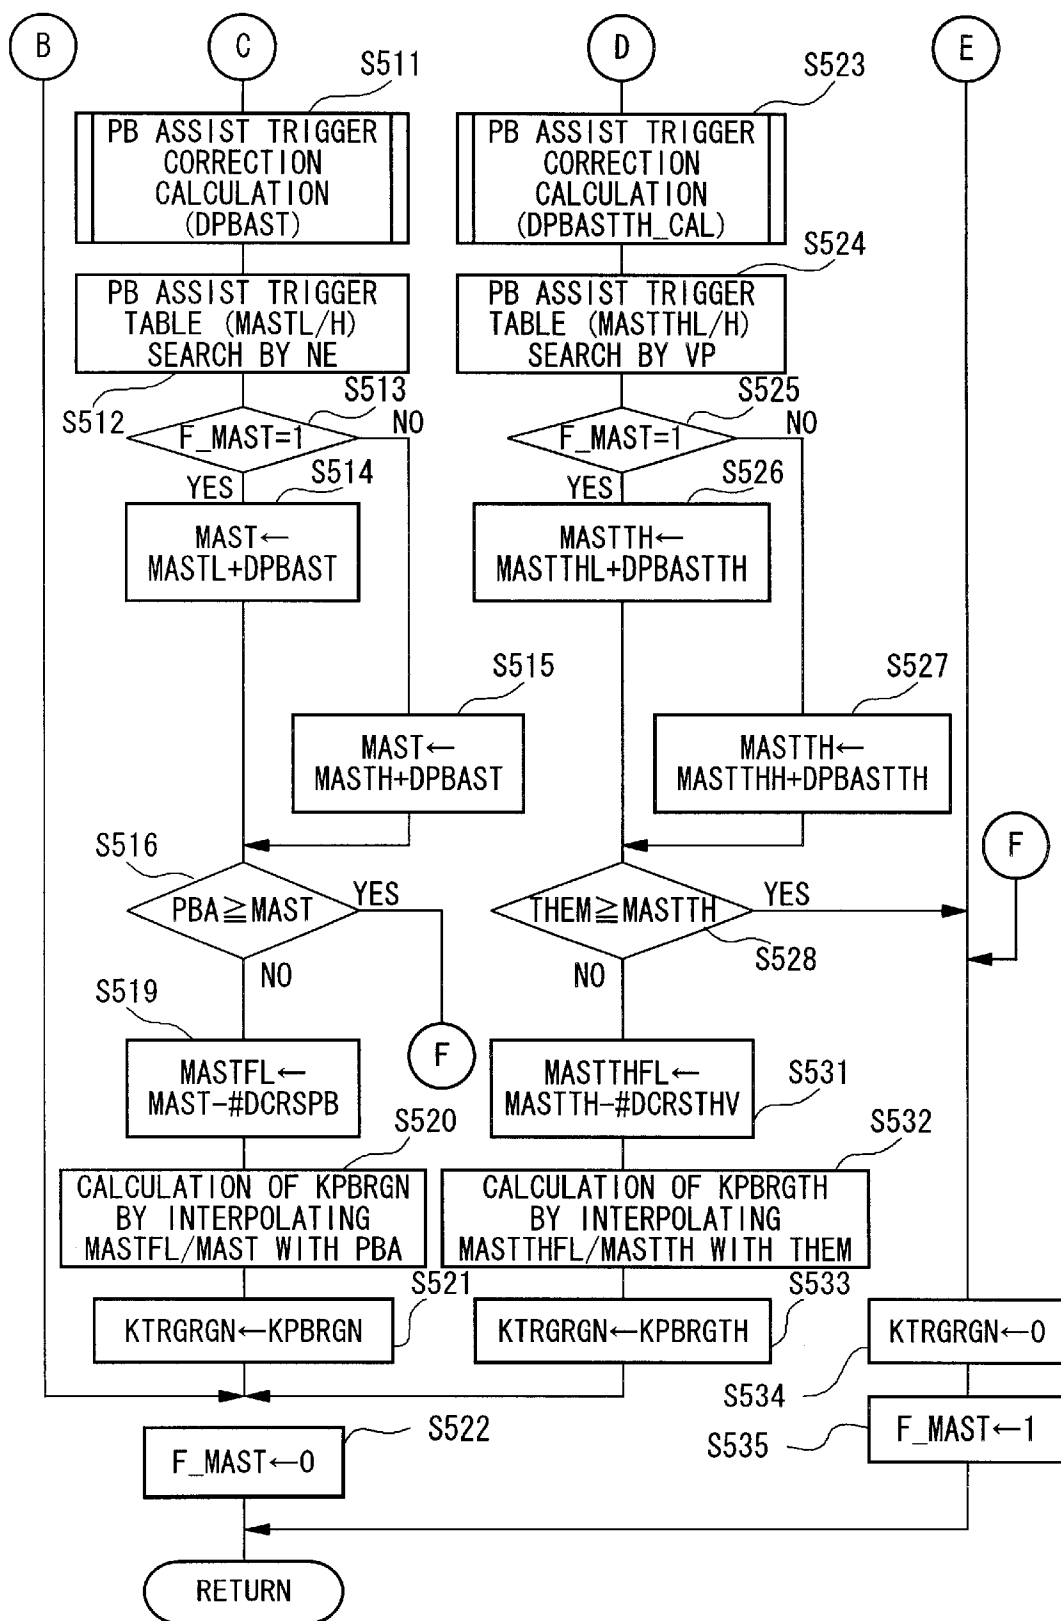 B
C
D
E
S511
S523
PB ASSIST TRIGGER
CORRECTION
CALCULATION
(DPBAST)
PB ASSIST TRIGGER
CORRECTION
CALCULATION
(DPBASTTH_CAL)
S524
PB ASSIST TRIGGER
TABLE (MASTL/H)
SEARCH BY NE
PB ASSIST TRIGGER
TABLE (MASTTHL/H)
SEARCH BY VP
S512
S513
S525
F_MAST=1
NO
F_MAST=1
NO
YES
S514
YES
S526
MAST←
MASTL+DPBAST
MASTTH←
MASTTHL+DPBASTTH
S515
S527
MAST←
MASTH+DPBAST
MASTTH←
MASTTHH+DPBASTTH
S516
F
PBA≧MAST
YES
THEM≧MASTTH
YES
S528
NO
NO
S519
F
MASTFL←
MAST-#DCRSPB
MASTTHFL←
MASTTH-#DCRSTHV
S531
S520
S532
CALCULATION OF KPBRGN
BY INTERPOLATING
MASTFL/MAST WITH PBA
CALCULATION OF KPBRGTH
BY INTERPOLATING
MASTTHFL/MASTTH WITH THEM
S521
S533
KTRGRGN←KPBRGN
KTRGRGN←KPBRGTH
KTRGRGN←0
S534
S522
S535
F_MAST←0
F_MAST←1
RETURN